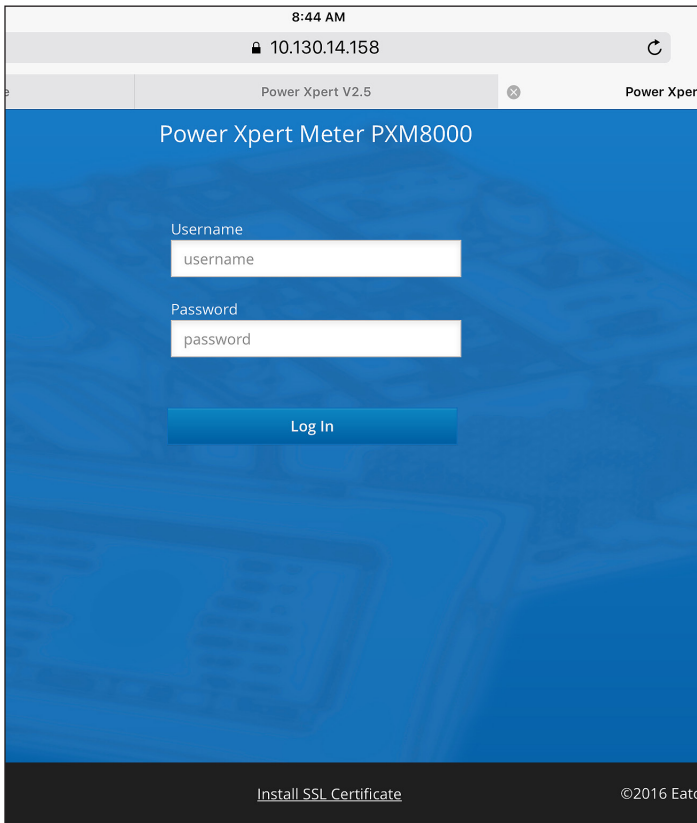 8:44 AM
10.130.14.158
e Power Xpert V2.5 Power Xper
Power Xpert Meter PXM8000
Username
username
Password
password
Log In
Install SSL Certificate ©2016 Eato